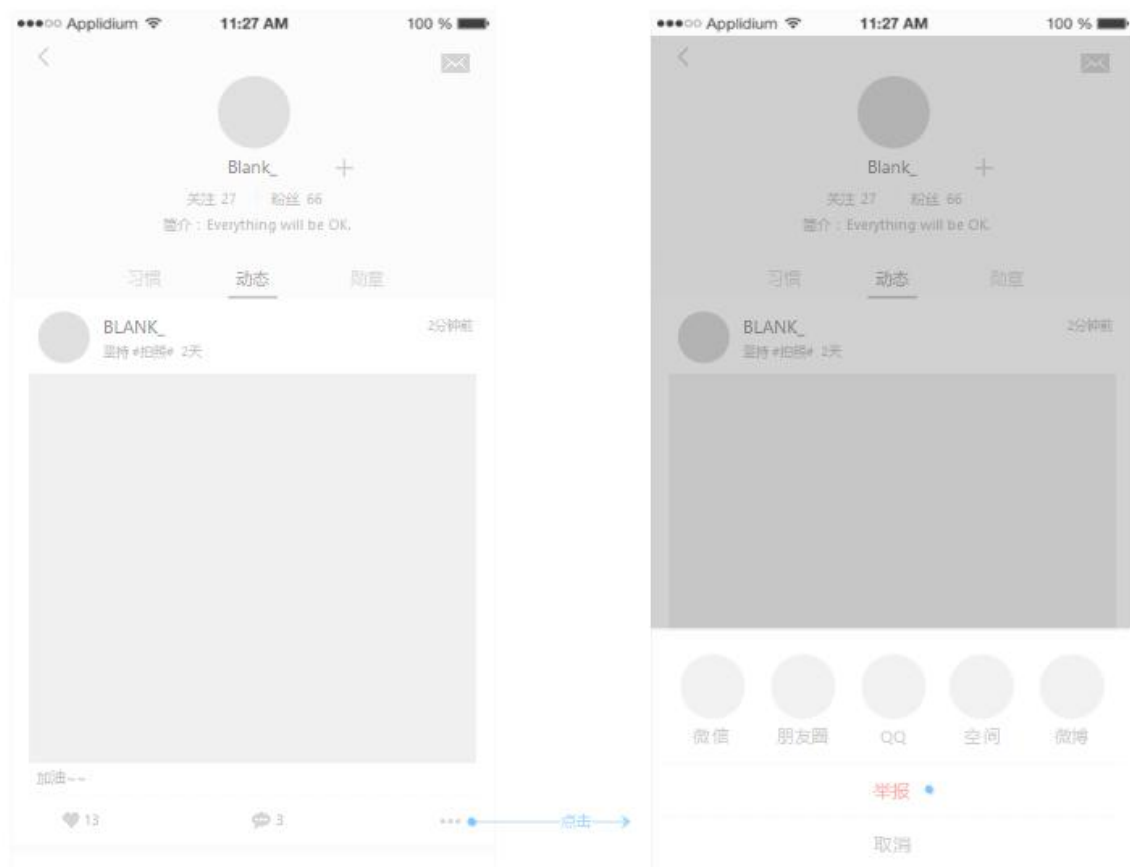 Applidium 11:27 AM 100 %
Blank_
关注 27 粉丝 66
简介：Everything will be OK.
习惯 动态 勋章
BLANK_ 2分钟前
坚持 #拍照# 2天
加油~~
13 3
点击
Applidium 11:27 AM 100 %
Blank_
关注 27 粉丝 66
简介：Everything will be OK.
习惯 动态 勋章
BLANK_ 2分钟前
坚持 #拍照# 2天
微信 朋友圈 QQ 空间 微博
举报
取消